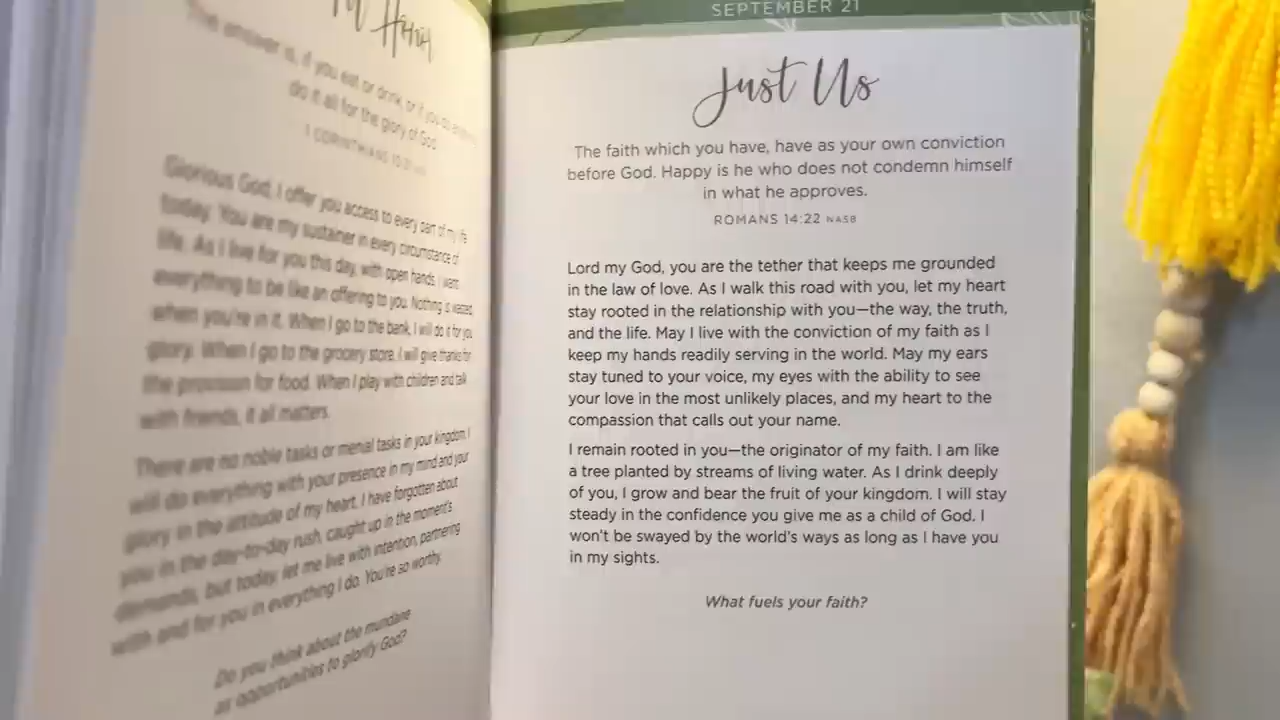 The answer is, if you eat or drink, or if you do
do it all for the glory of God.
1 CORINTHIANS 10:31
Glorious God, I offer you access to every part of my life
today. You are my sustainer in every circumstance of
life. As I live for you this day, with open hands, I want
everything to be like an offering to you. Nothing is wasted
when you're in it. When I go to the bank, I will do it for you
glory. When I go to the grocery store, I will give thanks for
the provision for food. When I play with children and talk
with friends, it all matters.
There are no noble tasks or menial tasks in your kingdom. I
will do everything with your presence in my mind and your
glory in the attitude of my heart. I have forgotten about
you in the day-to-day rush, caught up in the moment's
demands, but today, let me live with intention, partnering
with and for you in everything I do. You're so worthy.
Do you think about the mundane
as opportunities to glorify God?
SEPTEMBER 21
Just Us
The faith which you have, have as your own conviction
before God. Happy is he who does not condemn himself
in what he approves.
ROMANS 14:22 NASB
Lord my God, you are the tether that keeps me grounded
in the law of love. As I walk this road with you, let my heart
stay rooted in the relationship with you—the way, the truth,
and the life. May I live with the conviction of my faith as I
keep my hands readily serving in the world. May my ears
stay tuned to your voice, my eyes with the ability to see
your love in the most unlikely places, and my heart to the
compassion that calls out your name.
I remain rooted in you—the originator of my faith. I am like
a tree planted by streams of living water. As I drink deeply
of you, I grow and bear the fruit of your kingdom. I will stay
steady in the confidence you give me as a child of God. I
won't be swayed by the world's ways as long as I have you
in my sights.
What fuels your faith?